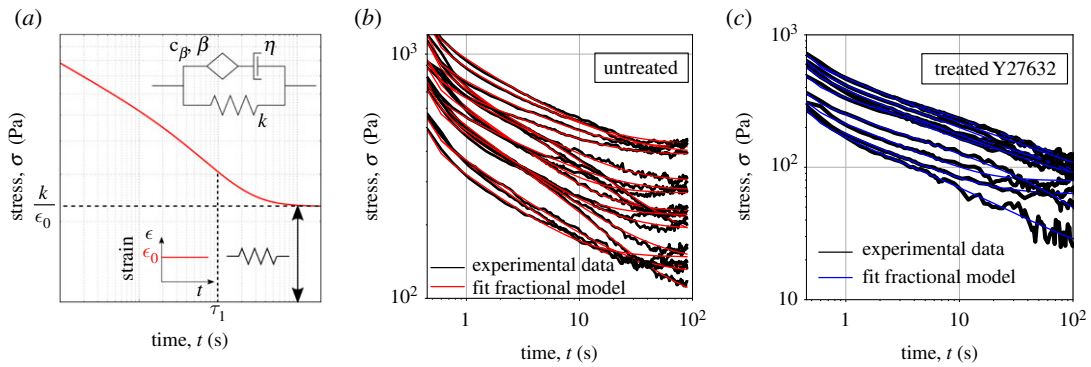 (a)
c_β, β
η
k
stress, σ (Pa)
k
ϵ₀
strain
ϵ
ϵ₀
t
τ₁
time, t (s)
(b)
10³
untreated
stress, σ (Pa)
experimental data
fit fractional model
10²
1
10
10²
time, t (s)
(c)
10³
treated Y27632
stress, σ (Pa)
10²
experimental data
fit fractional model
10
1
10
10²
time, t (s)